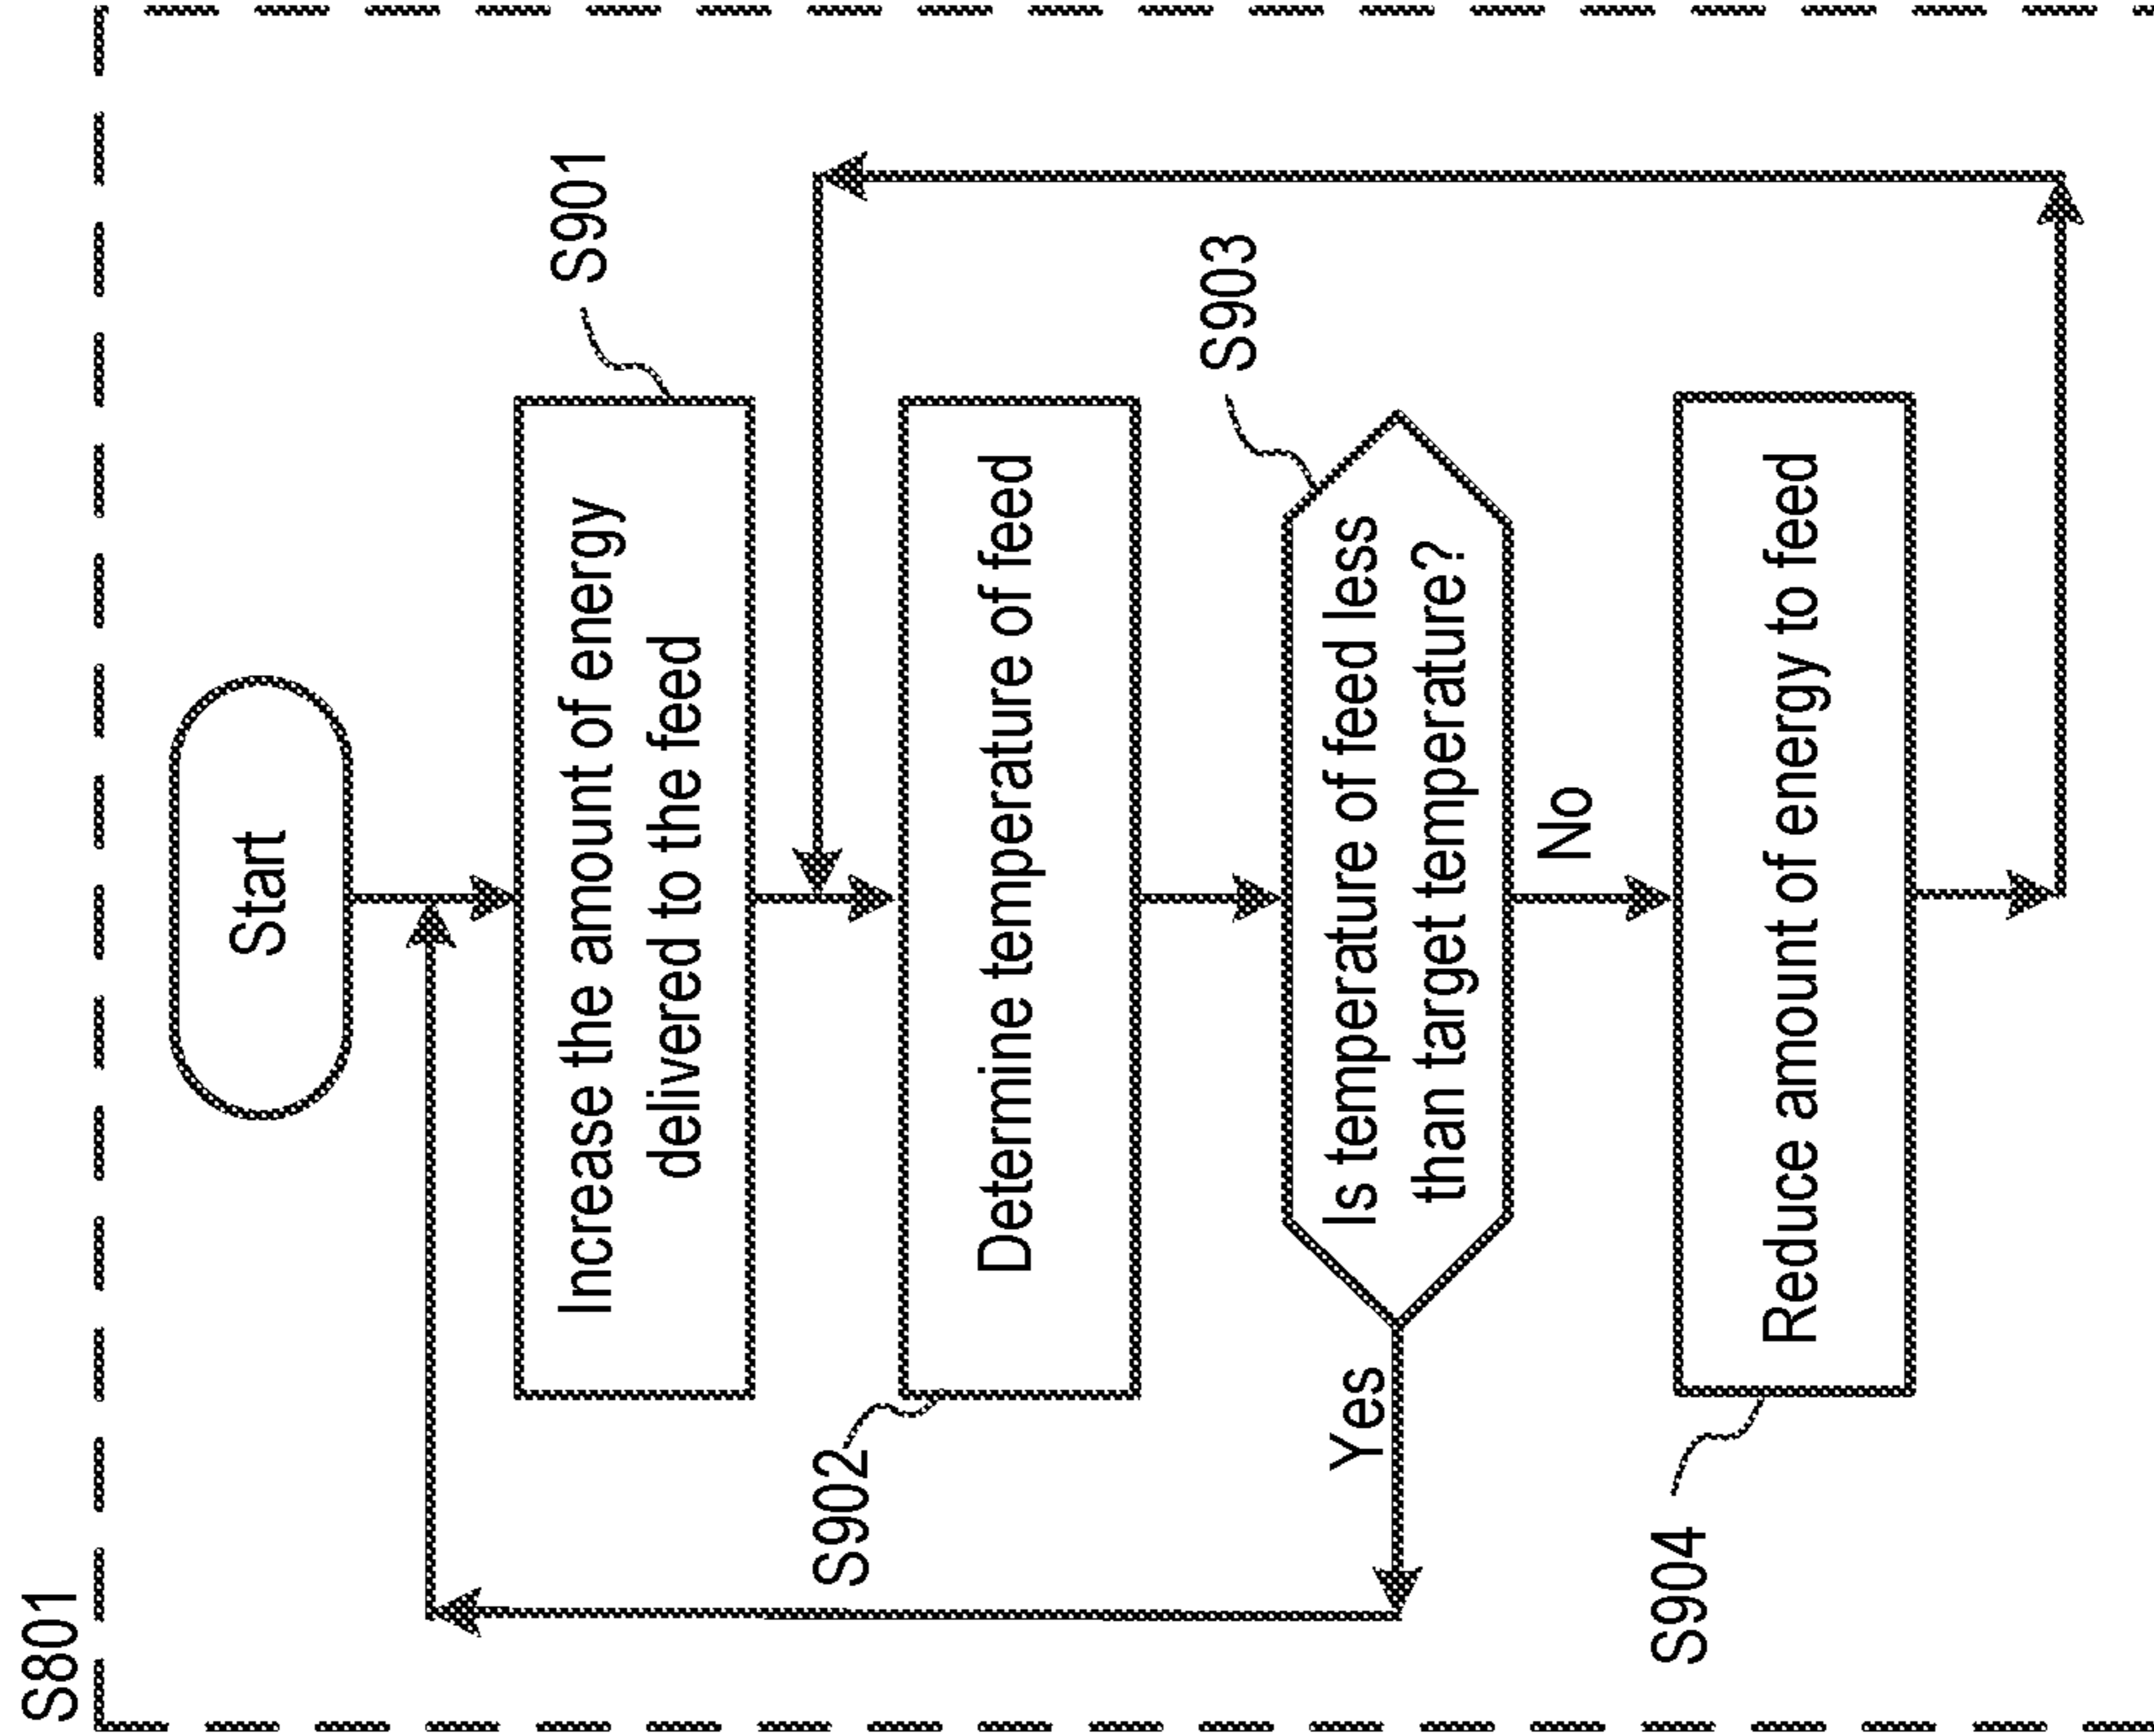 S801
Start
S901
Increase the amount of energy
delivered to the feed
S902
Determine temperature of feed
S903
Is temperature of feed less
than target temperature?
Yes
No
S904
Reduce amount of energy to feed